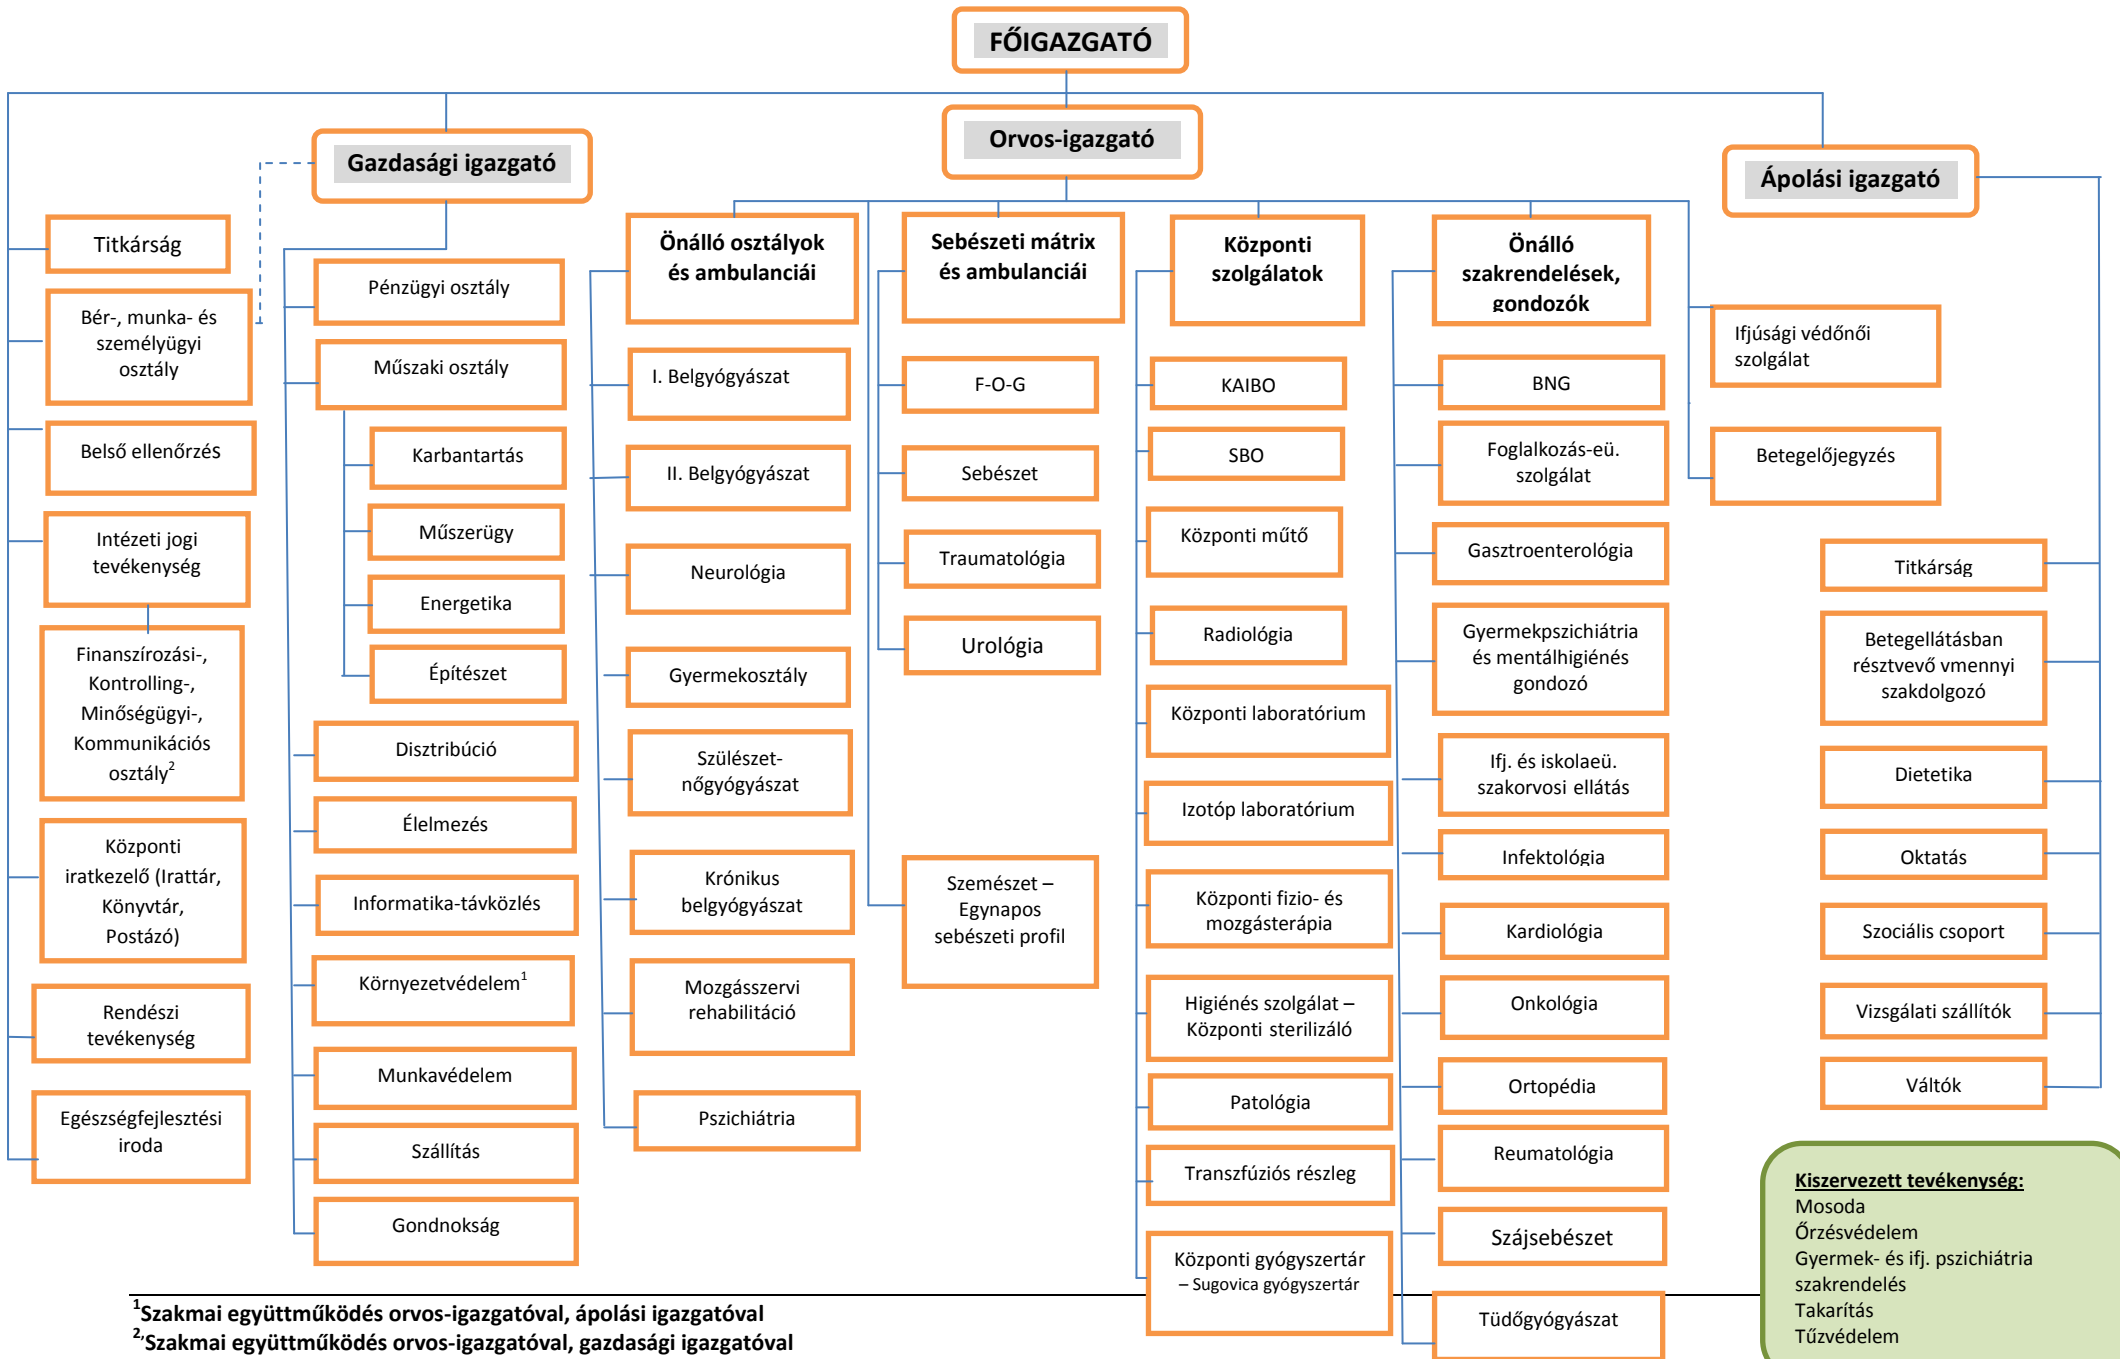 FŐIGAZGATÓ
Gazdasági igazgató
Orvos-igazgató
Ápolási igazgató
Titkárság
Bér-, munka- és
személyügyi
osztály
Belső ellenőrzés
Intézeti jogi
tevékenység
Finanszírozási-,
Kontrolling-,
Minőségügyi-,
Kommunikációs
osztály2
Központi
iratkezelő (Irattár,
Könyvtár,
Postázó)
Rendészi
tevékenység
Egészségfejlesztési
iroda
Pénzügyi osztály
Műszaki osztály
Karbantartás
Műszerügy
Energetika
Építészet
Disztribúció
Élelmezés
Informatika-távközlés
Környezetvédelem1
Munkavédelem
Szállítás
Gondnokság
Önálló osztályok
és ambulanciái
I. Belgyógyászat
II. Belgyógyászat
Neurológia
Gyermekosztály
Szülészet-
nőgyógyászat
Krónikus
belgyógyászat
Mozgásszervi
rehabilitáció
Pszichiátria
Sebészeti mátrix
és ambulanciái
F-O-G
Sebészet
Traumatológia
Urológia
Szemészet –
Egynapos
sebészeti profil
Központi
szolgálatok
KAIBO
SBO
Központi műtő
Radiológia
Központi laboratórium
Izotóp laboratórium
Központi fizio- és
mozgásterápia
Higiénés szolgálat –
Központi sterilizáló
Patológia
Transzfúziós részleg
Központi gyógyszertár
– Sugovica gyógyszertár
Önálló
szakrendelések,
gondozók
BNG
Foglalkozás-eü.
szolgálat
Gasztroenterológia
Gyermekpszichiátria
és mentálhigiénés
gondozó
Ifj. és iskolaeü.
szakorvosi ellátás
Infektológia
Kardiológia
Onkológia
Ortopédia
Reumatológia
Szájsebészet
Tüdőgyógyászat
Ifjúsági védőnői
szolgálat
Betegelőjegyzés
Titkárság
Betegellátásban
résztvevő vmennyi
szakdolgozó
Dietetika
Oktatás
Szociális csoport
Vizsgálati szállítók
Váltók
Kiszervezett tevékenység:
Mosoda
Őrzésvédelem
Gyermek- és ifj. pszichiátria
szakrendelés
Takarítás
Tűzvédelem
1Szakmai együttműködés orvos-igazgatóval, ápolási igazgatóval
2,Szakmai együttműködés orvos-igazgatóval, gazdasági igazgatóval